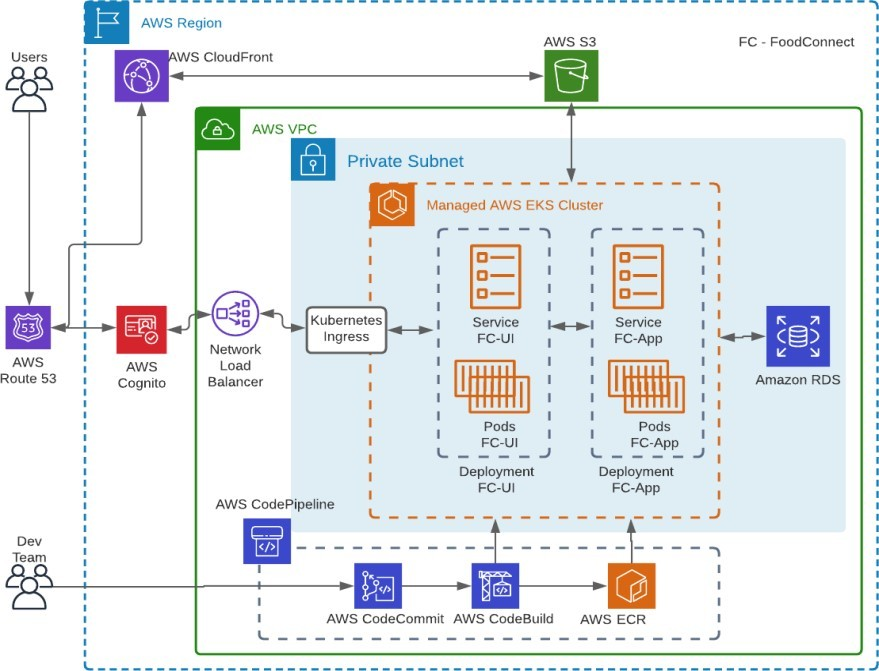 AWS Region
Users
AWS CloudFront
AWS S3
FC - FoodConnect
AWS VPC
Private Subnet
Managed AWS EKS Cluster
53
AWS
Route 53
AWS
Cognito
Network
Load
Balancer
Kubernetes
Ingress
Service
FC-UI
Service
FC-App
Pods
FC-UI
Pods
FC-App
Deployment
FC-UI
Deployment
FC-App
Amazon RDS
AWS CodePipeline
Dev
Team
AWS CodeCommit
AWS CodeBuild
AWS ECR